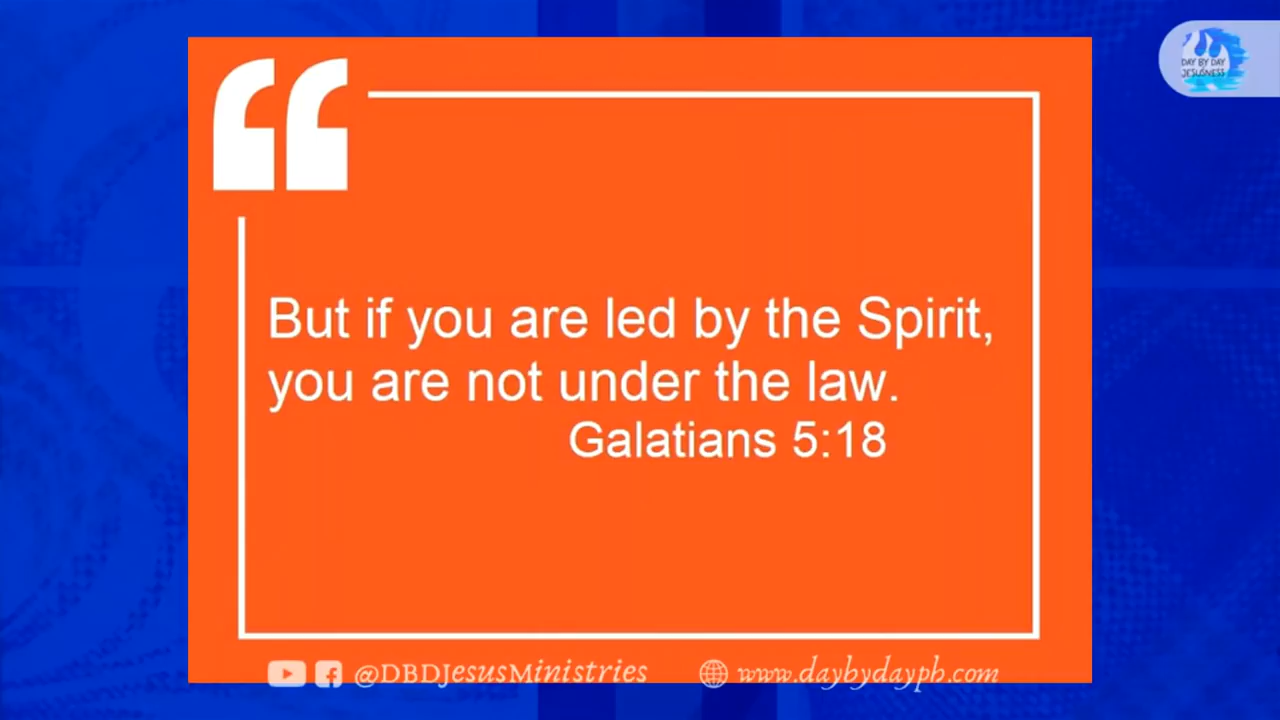 DAY BY DAY
JESUSNESS
But if you are led by the Spirit,
you are not under the law.
Galatians 5:18
@DBDJesusMinistries
www.daybydayph.com